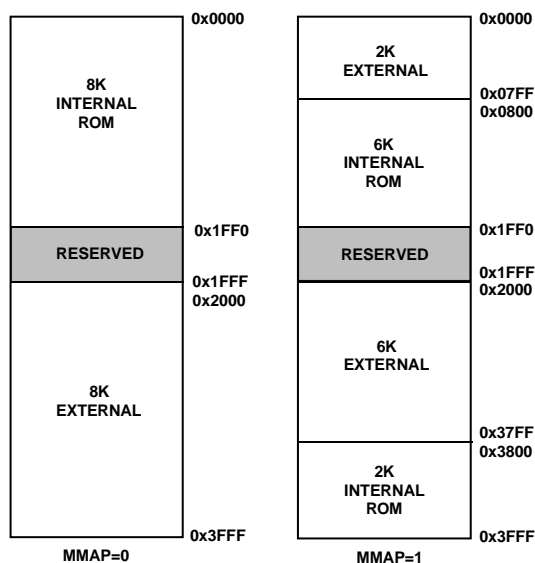 0x0000
8K
INTERNAL
ROM
0x1FF0
RESERVED
0x1FFF
0x2000
8K
EXTERNAL
0x3FFF
MMAP=0
0x0000
2K
EXTERNAL
0x07FF
0x0800
6K
INTERNAL
ROM
0x1FF0
RESERVED
0x1FFF
0x2000
6K
EXTERNAL
0x37FF
0x3800
2K
INTERNAL
ROM
0x3FFF
MMAP=1